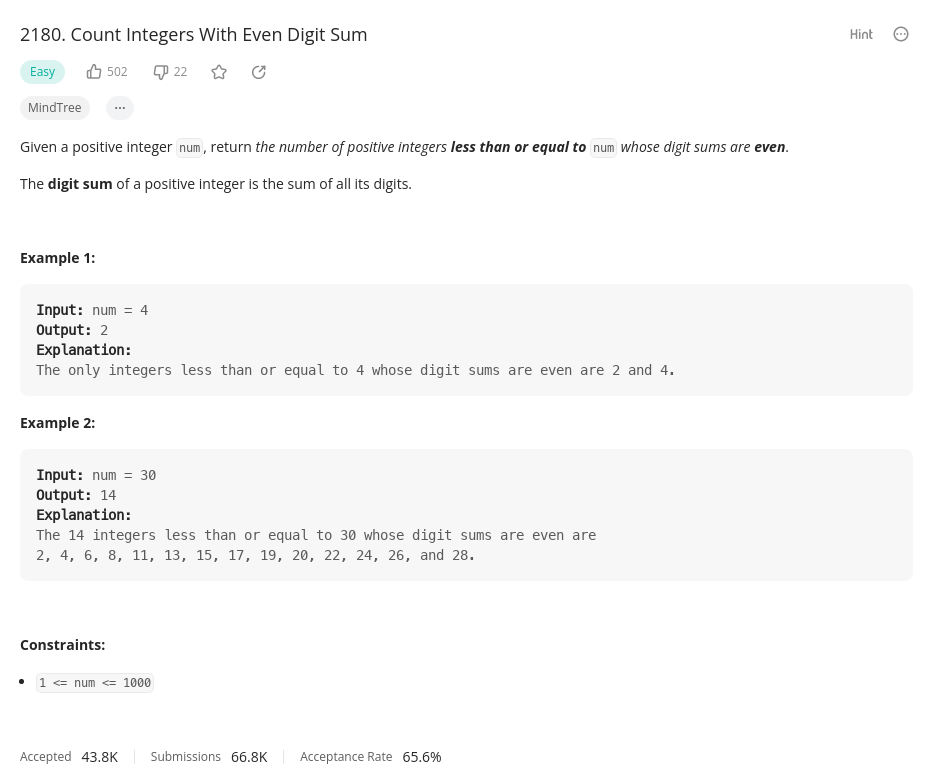 2180. Count Integers With Even Digit Sum
Hint
Easy 502 22
MindTree ...
Given a positive integer num, return the number of positive integers less than or equal to num whose digit sums are even.
The digit sum of a positive integer is the sum of all its digits.
Example 1:
Input: num = 4
Output: 2
Explanation:
The only integers less than or equal to 4 whose digit sums are even are 2 and 4.
Example 2:
Input: num = 30
Output: 14
Explanation:
The 14 integers less than or equal to 30 whose digit sums are even are
2, 4, 6, 8, 11, 13, 15, 17, 19, 20, 22, 24, 26, and 28.
Constraints:
• 1 <= num <= 1000
Accepted 43.8K Submissions 66.8K Acceptance Rate 65.6%